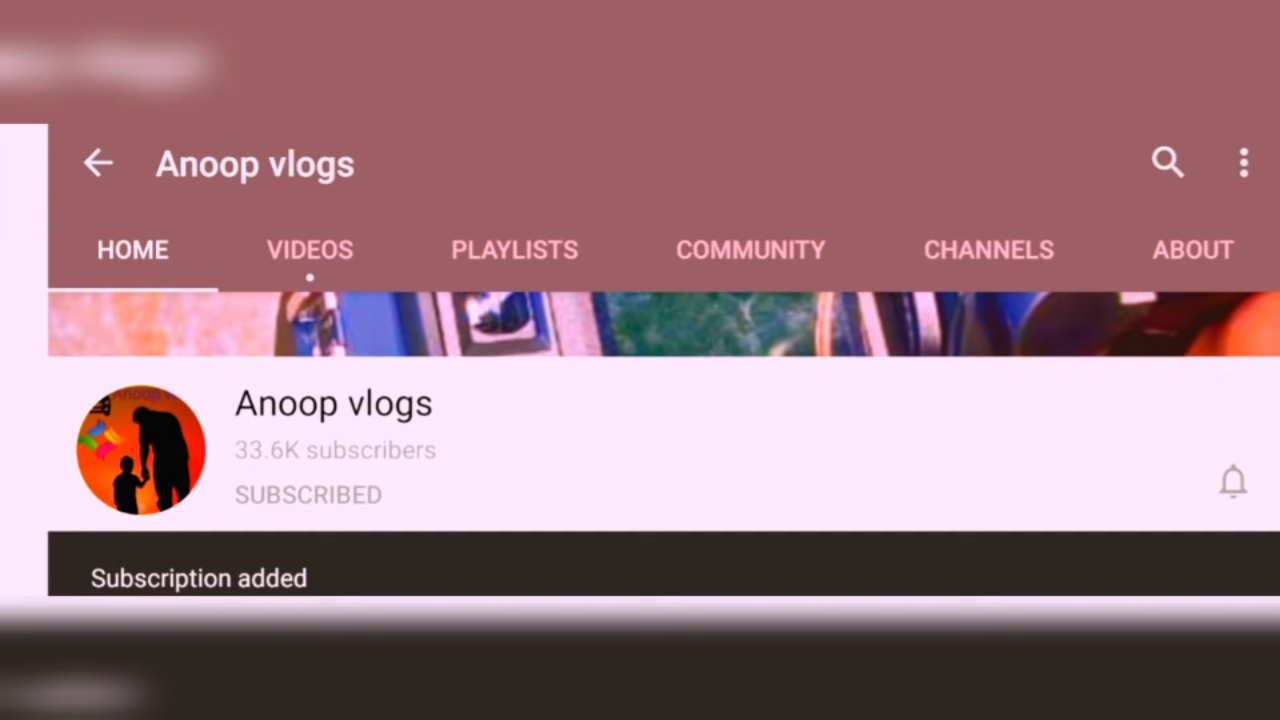 Anoop vlogs
HOME VIDEOS PLAYLISTS COMMUNITY CHANNELS ABOUT
Anoop vlogs
33.6K subscribers
SUBSCRIBED
Subscription added